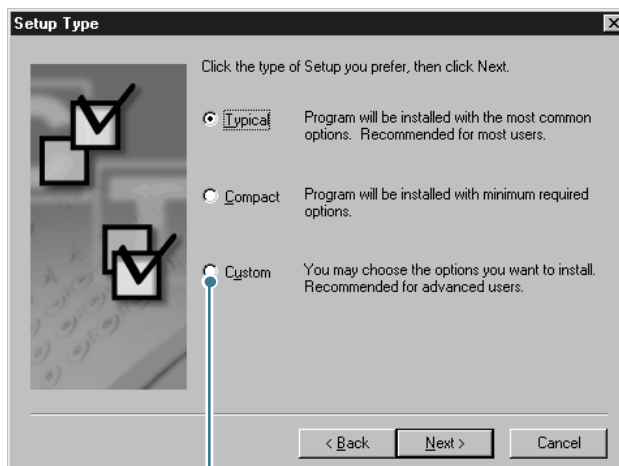 Setup Type
Click the type of Setup you prefer, then click Next.
Typical Program will be installed with the most common
options. Recommended for most users.
Compact Program will be installed with minimum required
options.
Custom You may choose the options you want to install.
Recommended for advanced users.
< Back Next > Cancel